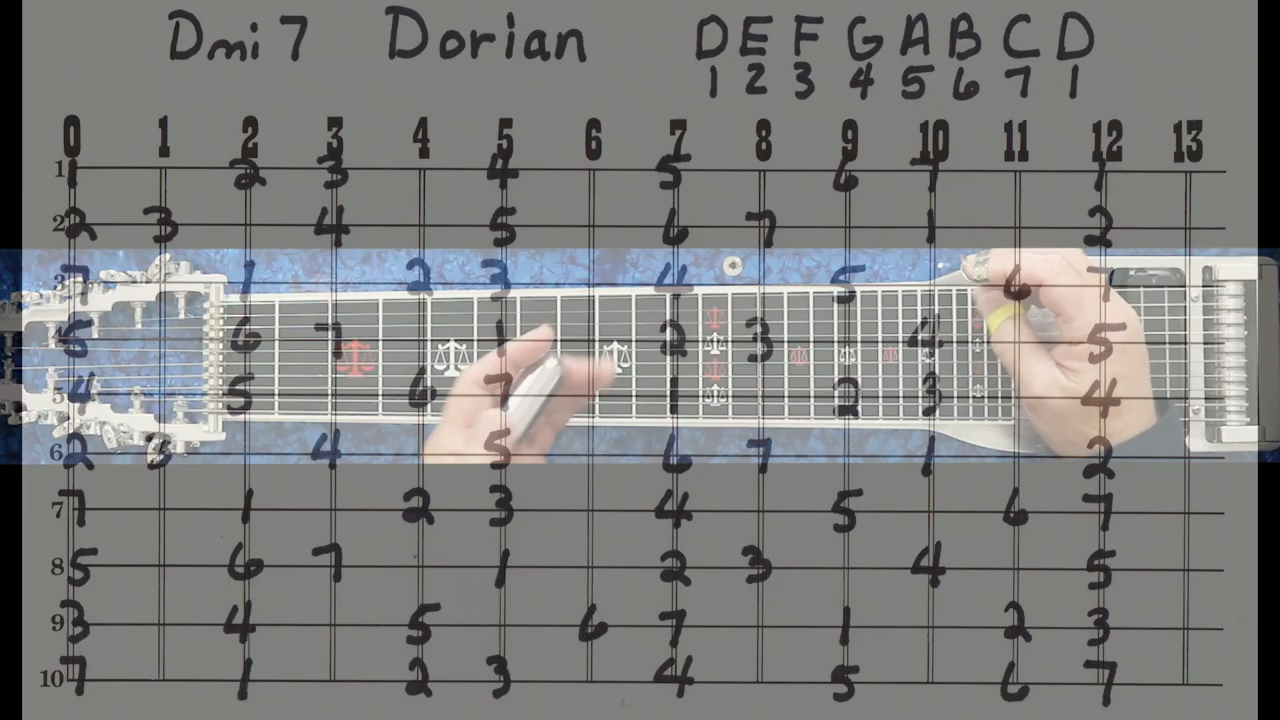 Dmi7 Dorian D E F G A B C D
1 2 3 4 5 6 7 1
0 1 2 3 4 5 6 7 8 9 10 11 12 13
1 1 2 3 4 5 6 7 1
2 2 3 4 5 6 7 1 2
3 7 1 2 3 4 5 6 7
5 6 7 1 2 3 4 5
4 5 6 7 1 2 3 4
6 2 3 4 5 6 7 1 2
7 7 1 2 3 4 5 6 7
8 5 6 7 1 2 3 4 5
9 3 4 5 6 7 1 2 3
10 7 1 2 3 4 5 6 7